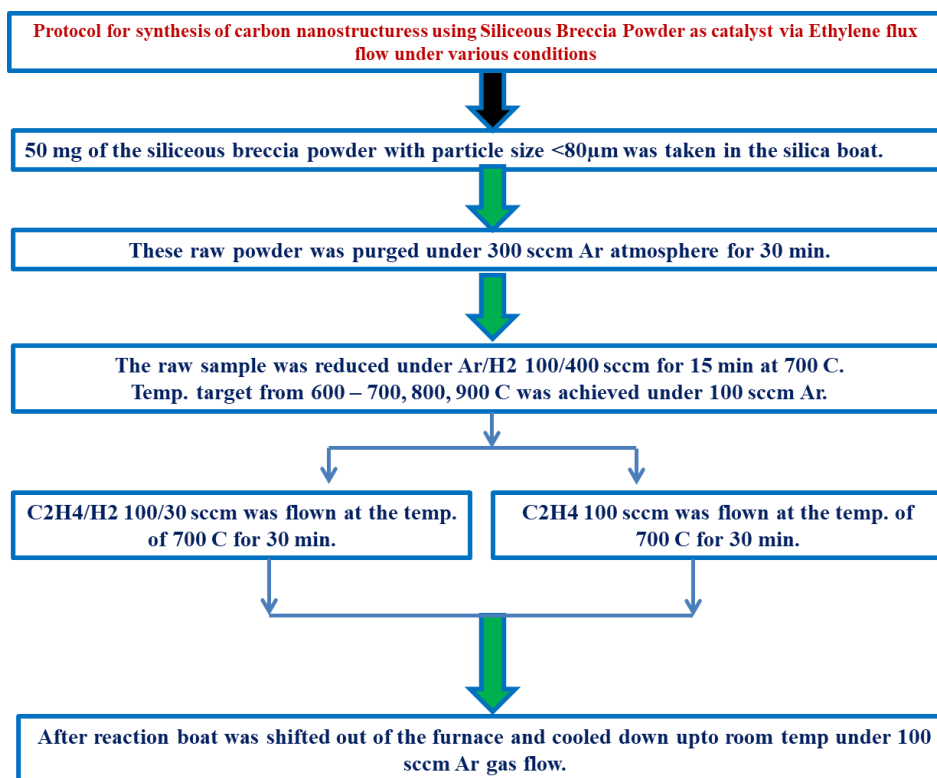 Protocol for synthesis of carbon nanostructuress using Siliceous Breccia Powder as catalyst via Ethylene flux
flow under various conditions
50 mg of the siliceous breccia powder with particle size <80µm was taken in the silica boat.
These raw powder was purged under 300 sccm Ar atmosphere for 30 min.
The raw sample was reduced under Ar/H2 100/400 sccm for 15 min at 700 C.
Temp. target from 600 – 700, 800, 900 C was achieved under 100 sccm Ar.
C2H4/H2 100/30 sccm was flown at the temp.
of 700 C for 30 min.
C2H4 100 sccm was flown at the temp. of
700 C for 30 min.
After reaction boat was shifted out of the furnace and cooled down upto room temp under 100
sccm Ar gas flow.